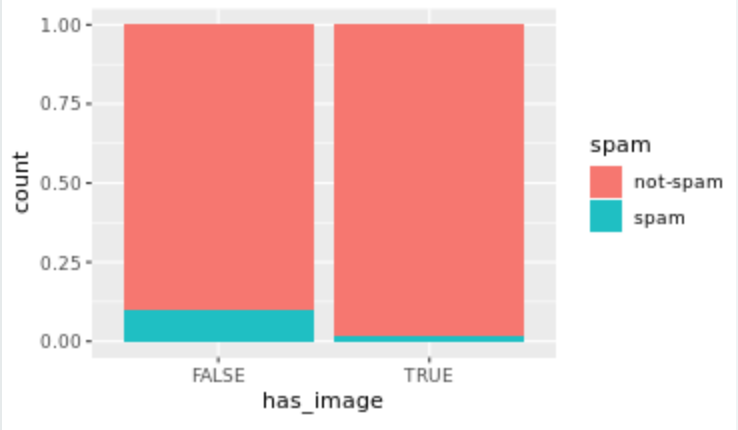 1.00
0.75
0.50
0.25
0.00
count
FALSE TRUE
has_image
spam
not-spam
spam